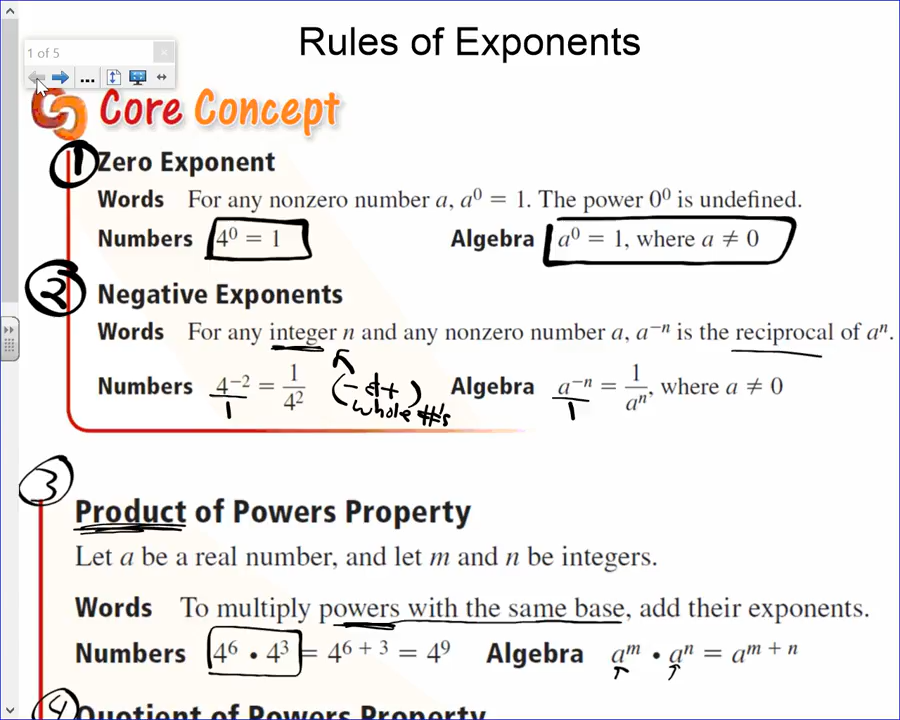 Rules of Exponents
1 of 5
Core Concept
1 Zero Exponent
Words For any nonzero number a, a⁰ = 1. The power 0⁰ is undefined.
Numbers 4⁰ = 1 Algebra a⁰ = 1, where a ≠ 0
2 Negative Exponents
Words For any integer n and any nonzero number a, a⁻ⁿ is the reciprocal of aⁿ.
Numbers 4⁻²/1 = 1/4² (- & +) Algebra a⁻ⁿ/1 = 1/aⁿ, where a ≠ 0
whole #'s
3
Product of Powers Property
Let a be a real number, and let m and n be integers.
Words To multiply powers with the same base, add their exponents.
Numbers 4⁶ • 4³ = 4⁶ ⁺ ³ = 4⁹ Algebra aᵐ • aⁿ = aᵐ ⁺ ⁿ
4 Quotient of Powers Property